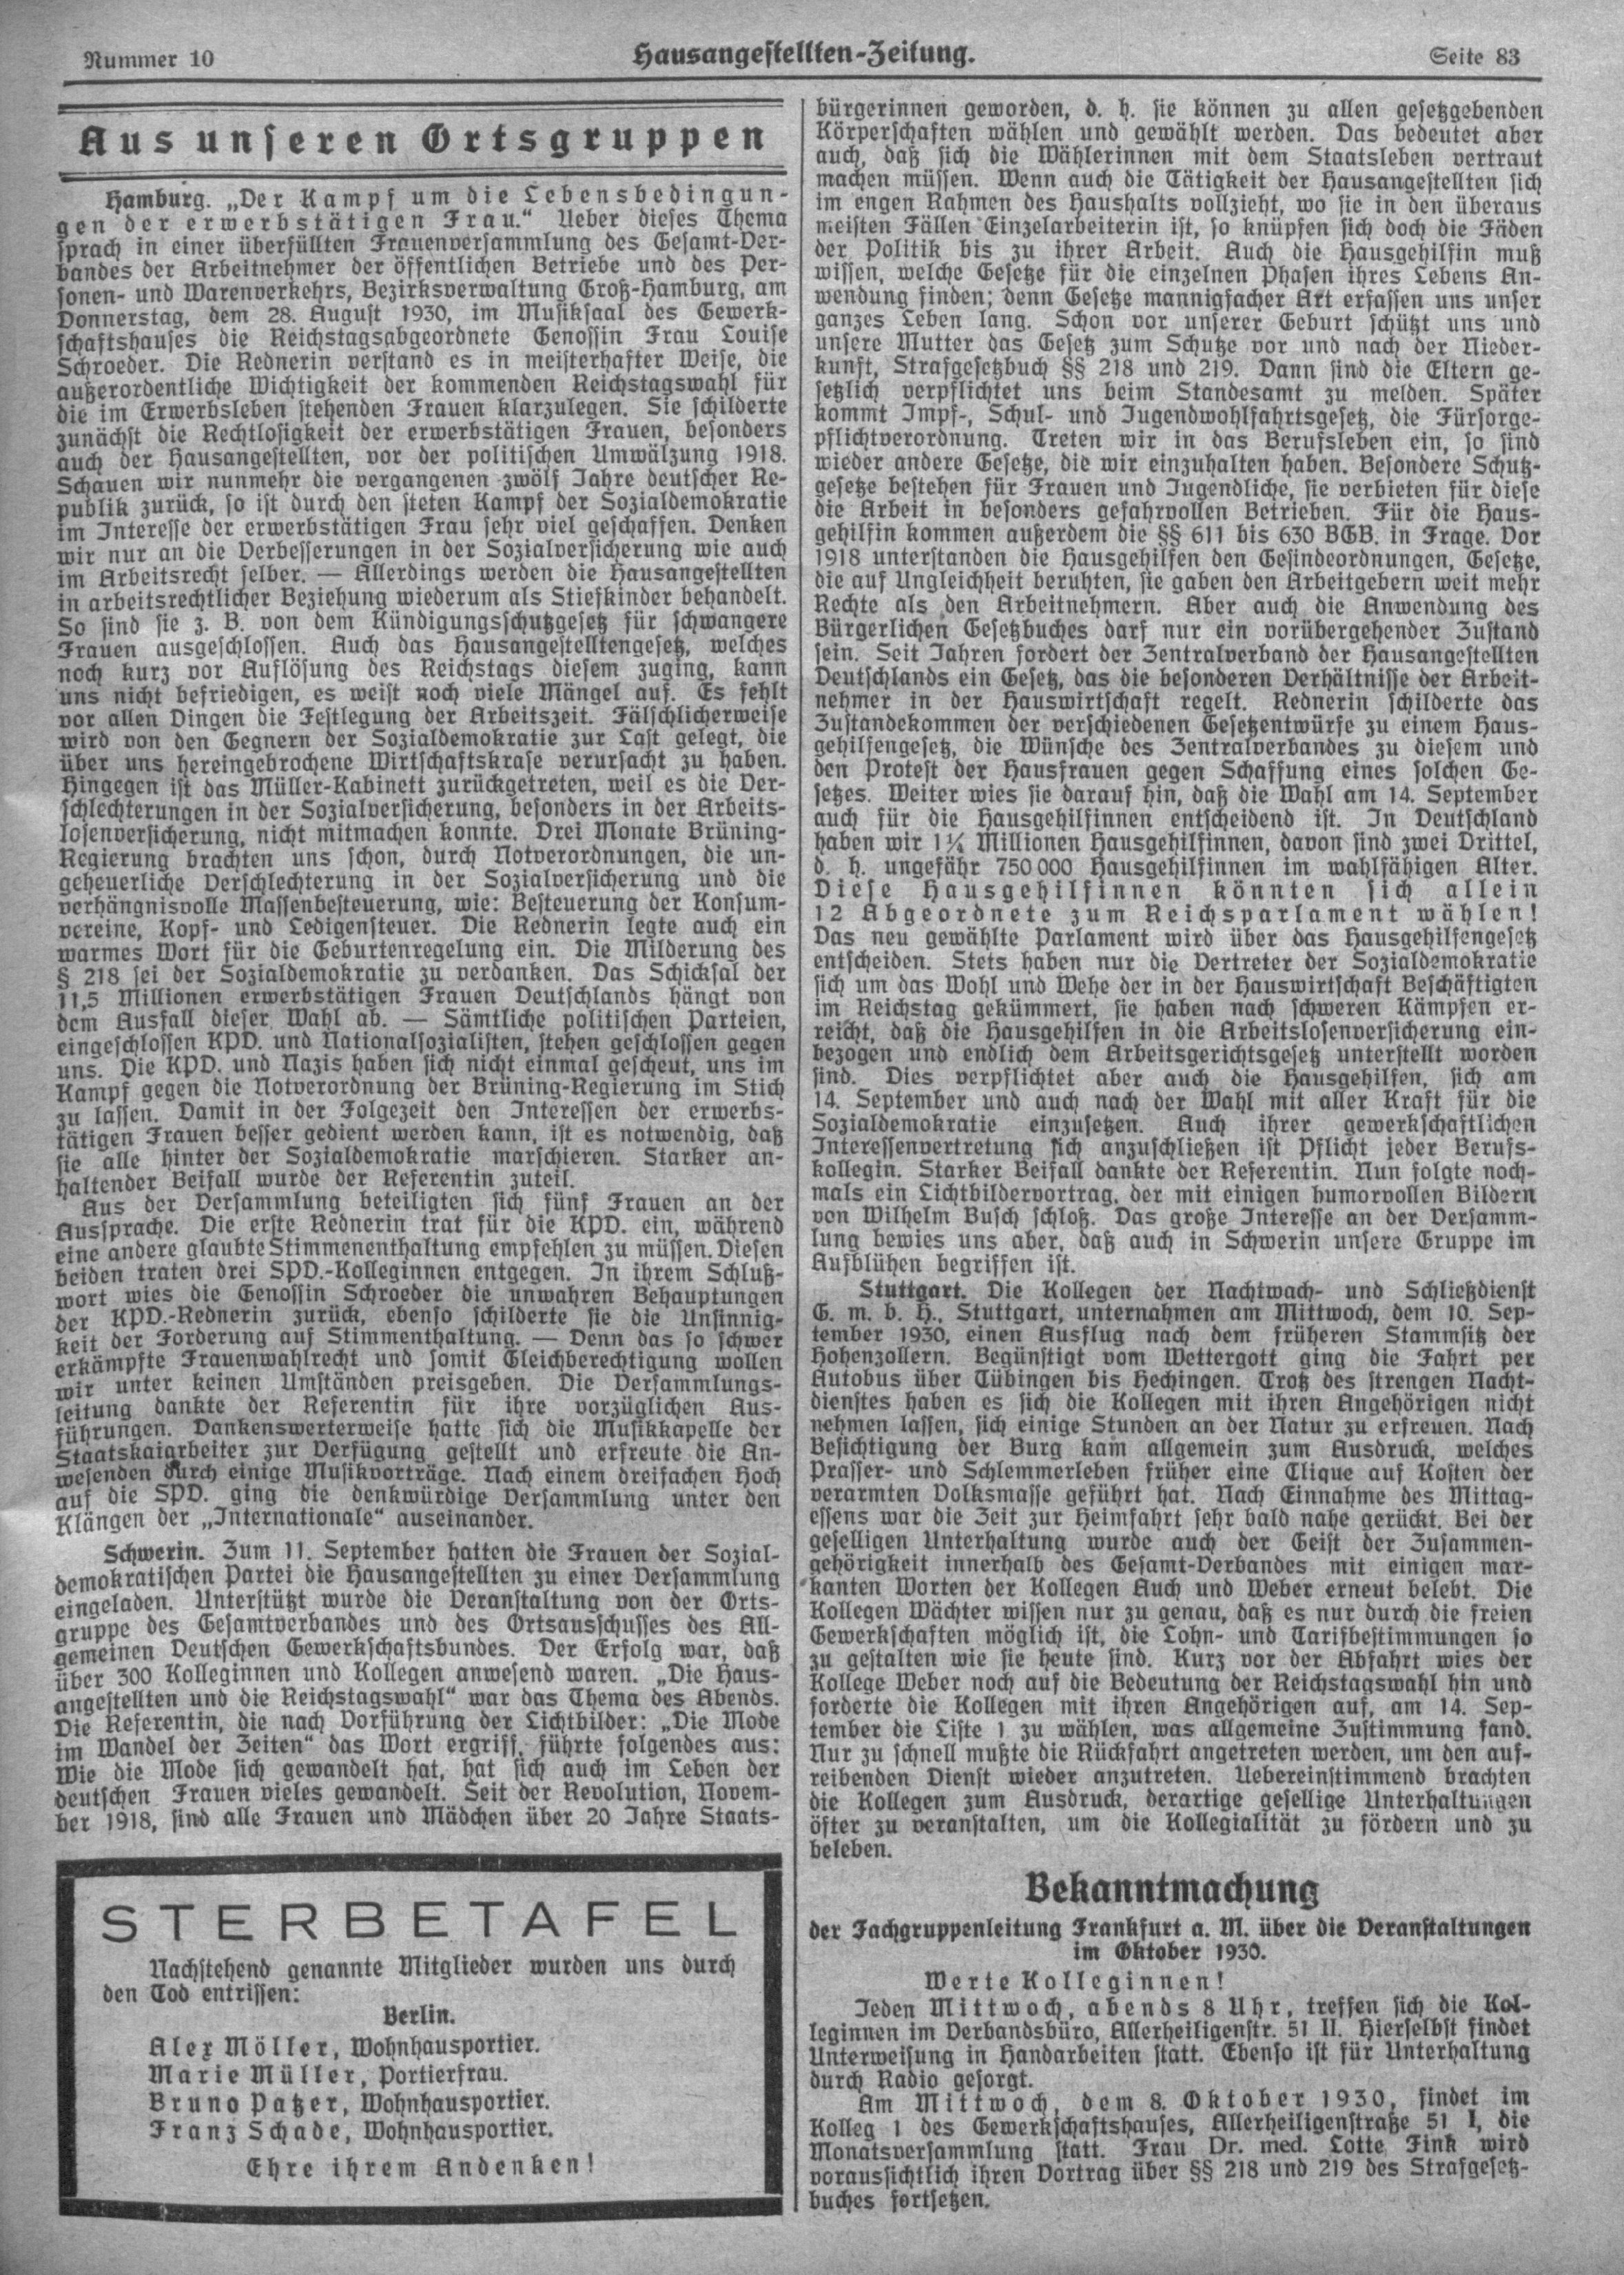 Nummer 10
Hausangestellten-Zeitung.
Seite 83
Aus unseren Ortsgruppen
Hamburg. „Der Kampf um die Lebensbedingun-
gen der erwerbstätigen Frau.“ Ueber dieses Thema
sprach in einer überfüllten Frauenversammlung des Gesamt-Ver-
bandes der Arbeitnehmer der öffentlichen Betriebe und des Per-
sonen- und Warenverkehrs, Bezirksverwaltung Groß-Hamburg, am
Donnerstag, dem 28. August 1930, im Musiksaal des Gewerk-
schaftshauses die Reichstagsabgeordnete Genossin Frau Louise
Schroeder. Die Rednerin verstand es in meisterhafter Weise, die
außerordentliche Wichtigkeit der kommenden Reichstagswahl für
die im Erwerbsleben stehenden Frauen klarzulegen. Sie schilderte
zunächst die Rechtlosigkeit der erwerbstätigen Frauen, besonders
auch der Hausangestellten, vor der politischen Umwälzung 1918.
Schauen wir nunmehr die vergangenen zwölf Jahre deutscher Re-
publik zurück, so ist durch den steten Kampf der Sozialdemokratie
im Interesse der erwerbstätigen Frau sehr viel geschaffen. Denken
wir nur an die Verbesserungen in der Sozialversicherung wie auch
im Arbeitsrecht selber. — Allerdings werden die Hausangestellten
in arbeitsrechtlicher Beziehung wiederum als Stiefkinder behandelt.
So sind sie z. B. von dem Kündigungsschutzgesetz für schwangere
Frauen ausgeschlossen. Auch das Hausangestelltengesetz, welches
noch kurz vor Auflösung des Reichstags diesem zuging, kann
uns nicht befriedigen, es weist noch viele Mängel auf. Es fehlt
vor allen Dingen die Festlegung der Arbeitszeit. Fälschlicherweise
wird von den Gegnern der Sozialdemokratie zur Last gelegt, die
über uns hereingebrochene Wirtschaftskrase verursacht zu haben.
Hingegen ist das Müller-Kabinett zurückgetreten, weil es die Ver-
schlechterungen in der Sozialversicherung, besonders in der Arbeits-
losenversicherung, nicht mitmachen konnte. Drei Monate Brüning-
Regierung brachten uns schon, durch Notverordnungen, die un-
geheuerliche Verschlechterung in der Sozialversicherung und die
verhängnisvolle Massenbesteuerung, wie: Besteuerung der Konsum-
vereine, Kopf- und Ledigensteuer. Die Rednerin legte auch ein
warmes Wort für die Geburtenregelung ein. Die Milderung des
§ 218 sei der Sozialdemokratie zu verdanken. Das Schicksal der
11,5 Millionen erwerbstätigen Frauen Deutschlands hängt von
dem Ausfall dieser Wahl ab. — Sämtliche politischen Parteien,
eingeschlossen KPD. und Nationalsozialisten, stehen geschlossen gegen
uns. Die KPD. und Nazis haben sich nicht einmal gescheut, uns im
Kampf gegen die Notverordnung der Brüning-Regierung im Stich
zu lassen. Damit in der Folgezeit den Interessen der erwerbs-
tätigen Frauen besser gedient werden kann, ist es notwendig, daß
sie alle hinter der Sozialdemokratie marschieren. Starker an-
haltender Beifall wurde der Referentin zuteil.
Aus der Versammlung beteiligten sich fünf Frauen an der
Aussprache. Die erste Rednerin trat für die KPD. ein, während
eine andere glaubte Stimmenenthaltung empfehlen zu müssen. Diesen
beiden traten drei SPD.-Kolleginnen entgegen. In ihrem Schluß-
wort wies die Genossin Schroeder die unwahren Behauptungen
der KPD.-Rednerin zurück, ebenso schilderte sie die Unsinnig-
keit der Forderung auf Stimmenthaltung. — Denn das so schwer
erkämpfte Frauenwahlrecht und somit Gleichberechtigung wollen
wir unter keinen Umständen preisgeben. Die Versammlungs-
leitung dankte der Referentin für ihre vorzüglichen Aus-
führungen. Dankenswerterweise hatte sich die Musikkapelle der
Staatskaiarbeiter zur Verfügung gestellt und erfreute die An-
wesenden durch einige Musikvorträge. Nach einem dreifachen Hoch
auf die SPD. ging die denkwürdige Versammlung unter den
Klängen der „Internationale“ auseinander.
Schwerin. Zum 11. September hatten die Frauen der Sozial-
demokratischen Partei die Hausangestellten zu einer Versammlung
eingeladen. Unterstützt wurde die Veranstaltung von der Orts-
gruppe des Gesamtverbandes und des Ortsausschusses des All-
gemeinen Deutschen Gewerkschaftsbundes. Der Erfolg war, daß
über 300 Kolleginnen und Kollegen anwesend waren. „Die Haus-
angestellten und die Reichstagswahl“ war das Thema des Abends.
Die Referentin, die nach Vorführung der Lichtbilder: „Die Mode
im Wandel der Zeiten“ das Wort ergriff, führte folgendes aus:
Wie die Mode sich gewandelt hat, hat sich auch im Leben der
deutschen Frauen vieles gewandelt. Seit der Revolution, Novem-
ber 1918, sind alle Frauen und Mädchen über 20 Jahre Staats-
STERBETAFEL
Nachstehend genannte Mitglieder wurden uns durch
den Tod entrissen:
Berlin.
Alex Möller, Wohnhausportier.
Marie Müller, Portierfrau.
Bruno Patzer, Wohnhausportier.
Franz Schade, Wohnhausportier.
Ehre ihrem Andenken!
bürgerinnen geworden, d. h. sie können zu allen gesetzgebenden
Körperschaften wählen und gewählt werden. Das bedeutet aber
auch, daß sich die Wählerinnen mit dem Staatsleben vertraut
machen müssen. Wenn auch die Tätigkeit der Hausangestellten sich
im engen Rahmen des Haushalts vollzieht, wo sie in den überaus
meisten Fällen Einzelarbeiterin ist, so knüpfen sich doch die Fäden
der Politik bis zu ihrer Arbeit. Auch die Hausgehilfin muß
wissen, welche Gesetze für die einzelnen Phasen ihres Lebens An-
wendung finden; denn Gesetze mannigfacher Art erfassen uns unser
ganzes Leben lang. Schon vor unserer Geburt schützt uns und
unsere Mutter das Gesetz zum Schutze vor und nach der Nieder-
kunft, Strafgesetzbuch §§ 218 und 219. Dann sind die Eltern ge-
setzlich verpflichtet uns beim Standesamt zu melden. Später
kommt Impf-, Schul- und Jugendwohlfahrtsgesetz, die Fürsorge-
pflichtverordnung. Treten wir in das Berufsleben ein, so sind
wieder andere Gesetze, die wir einzuhalten haben. Besondere Schutz-
gesetze bestehen für Frauen und Jugendliche, sie verbieten für diese
die Arbeit in besonders gefahrvollen Betrieben. Für die Haus-
gehilfin kommen außerdem die §§ 611 bis 630 BGB. in Frage. Vor
1918 unterstanden die Hausgehilfen den Gesindeordnungen, Gesetze,
die auf Ungleichheit beruhten, sie gaben den Arbeitgebern weit mehr
Rechte als den Arbeitnehmern. Aber auch die Anwendung des
Bürgerlichen Gesetzbuches darf nur ein vorübergehender Zustand
sein. Seit Jahren fordert der Zentralverband der Hausangestellten
Deutschlands ein Gesetz, das die besonderen Verhältnisse der Arbeit-
nehmer in der Hauswirtschaft regelt. Rednerin schilderte das
Zustandekommen der verschiedenen Gesetzentwürfe zu einem Haus-
gehilfengesetz, die Wünsche des Zentralverbandes zu diesem und
den Protest der Hausfrauen gegen Schaffung eines solchen Ge-
setzes. Weiter wies sie darauf hin, daß die Wahl am 14. September
auch für die Hausgehilfinnen entscheidend ist. In Deutschland
haben wir 1¼ Millionen Hausgehilfinnen, davon sind zwei Drittel,
d. h. ungefähr 750 000 Hausgehilfinnen im wahlfähigen Alter.
Diese Hausgehilfinnen könnten sich allein
12 Abgeordnete zum Reichsparlament wählen!
Das neu gewählte Parlament wird über das Hausgehilfengesetz
entscheiden. Stets haben nur die Vertreter der Sozialdemokratie
sich um das Wohl und Wehe der in der Hauswirtschaft Beschäftigten
im Reichstag gekümmert, sie haben nach schweren Kämpfen er-
reicht, daß die Hausgehilfen in die Arbeitslosenversicherung ein-
bezogen und endlich dem Arbeitsgerichtsgesetz unterstellt worden
sind. Dies verpflichtet aber auch die Hausgehilfen, sich am
14. September und auch nach der Wahl mit aller Kraft für die
Sozialdemokratie einzusetzen. Auch ihrer gewerkschaftlichen
Interessenvertretung sich anzuschließen ist Pflicht jeder Berufs-
kollegin. Starker Beifall dankte der Referentin. Nun folgte noch-
mals ein Lichtbildervortrag, der mit einigen humorvollen Bildern
von Wilhelm Busch schloß. Das große Interesse an der Versamm-
lung bewies uns aber, daß auch in Schwerin unsere Gruppe im
Aufblühen begriffen ist.
Stuttgart. Die Kollegen der Nachtwach- und Schließdienst
G. m. b. H., Stuttgart, unternahmen am Mittwoch, dem 10. Sep-
tember 1930, einen Ausflug nach dem früheren Stammsitz der
Hohenzollern. Begünstigt vom Wettergott ging die Fahrt per
Autobus über Tübingen bis Hechingen. Trotz des strengen Nacht-
dienstes haben es sich die Kollegen mit ihren Angehörigen nicht
nehmen lassen, sich einige Stunden an der Natur zu erfreuen. Nach
Besichtigung der Burg kam allgemein zum Ausdruck, welches
Prasser- und Schlemmerleben früher eine Clique auf Kosten der
verarmten Volksmasse geführt hat. Nach Einnahme des Mittag-
essens war die Zeit zur Heimfahrt sehr bald nahe gerückt. Bei der
geselligen Unterhaltung wurde auch der Geist der Zusammen-
gehörigkeit innerhalb des Gesamt-Verbandes mit einigen mar-
kanten Worten der Kollegen Auch und Weber erneut belebt. Die
Kollegen Wächter wissen nur zu genau, daß es nur durch die freien
Gewerkschaften möglich ist, die Lohn- und Tarifbestimmungen so
zu gestalten wie sie heute sind. Kurz vor der Abfahrt wies der
Kollege Weber noch auf die Bedeutung der Reichstagswahl hin und
forderte die Kollegen mit ihren Angehörigen auf, am 14. Sep-
tember die Liste 1 zu wählen, was allgemeine Zustimmung fand.
Nur zu schnell mußte die Rückfahrt angetreten werden, um den auf-
reibenden Dienst wieder anzutreten. Uebereinstimmend brachten
die Kollegen zum Ausdruck, derartige gesellige Unterhaltungen
öfter zu veranstalten, um die Kollegialität zu fördern und zu
beleben.
Bekanntmachung
der Fachgruppenleitung Frankfurt a. M. über die Veranstaltungen
im Oktober 1930.
Werte Kolleginnen!
Jeden Mittwoch, abends 8 Uhr, treffen sich die Kol-
leginnen im Verbandsbüro, Allerheiligenstr. 51 II. Hierselbst findet
Unterweisung in Handarbeiten statt. Ebenso ist für Unterhaltung
durch Radio gesorgt.
Am Mittwoch, dem 8. Oktober 1930, findet im
Kolleg 1 des Gewerkschaftshauses, Allerheiligenstraße 51 I, die
Monatsversammlung statt. Frau Dr. med. Lotte Fink wird
voraussichtlich ihren Vortrag über §§ 218 und 219 des Strafgesetz-
buches fortsetzen.